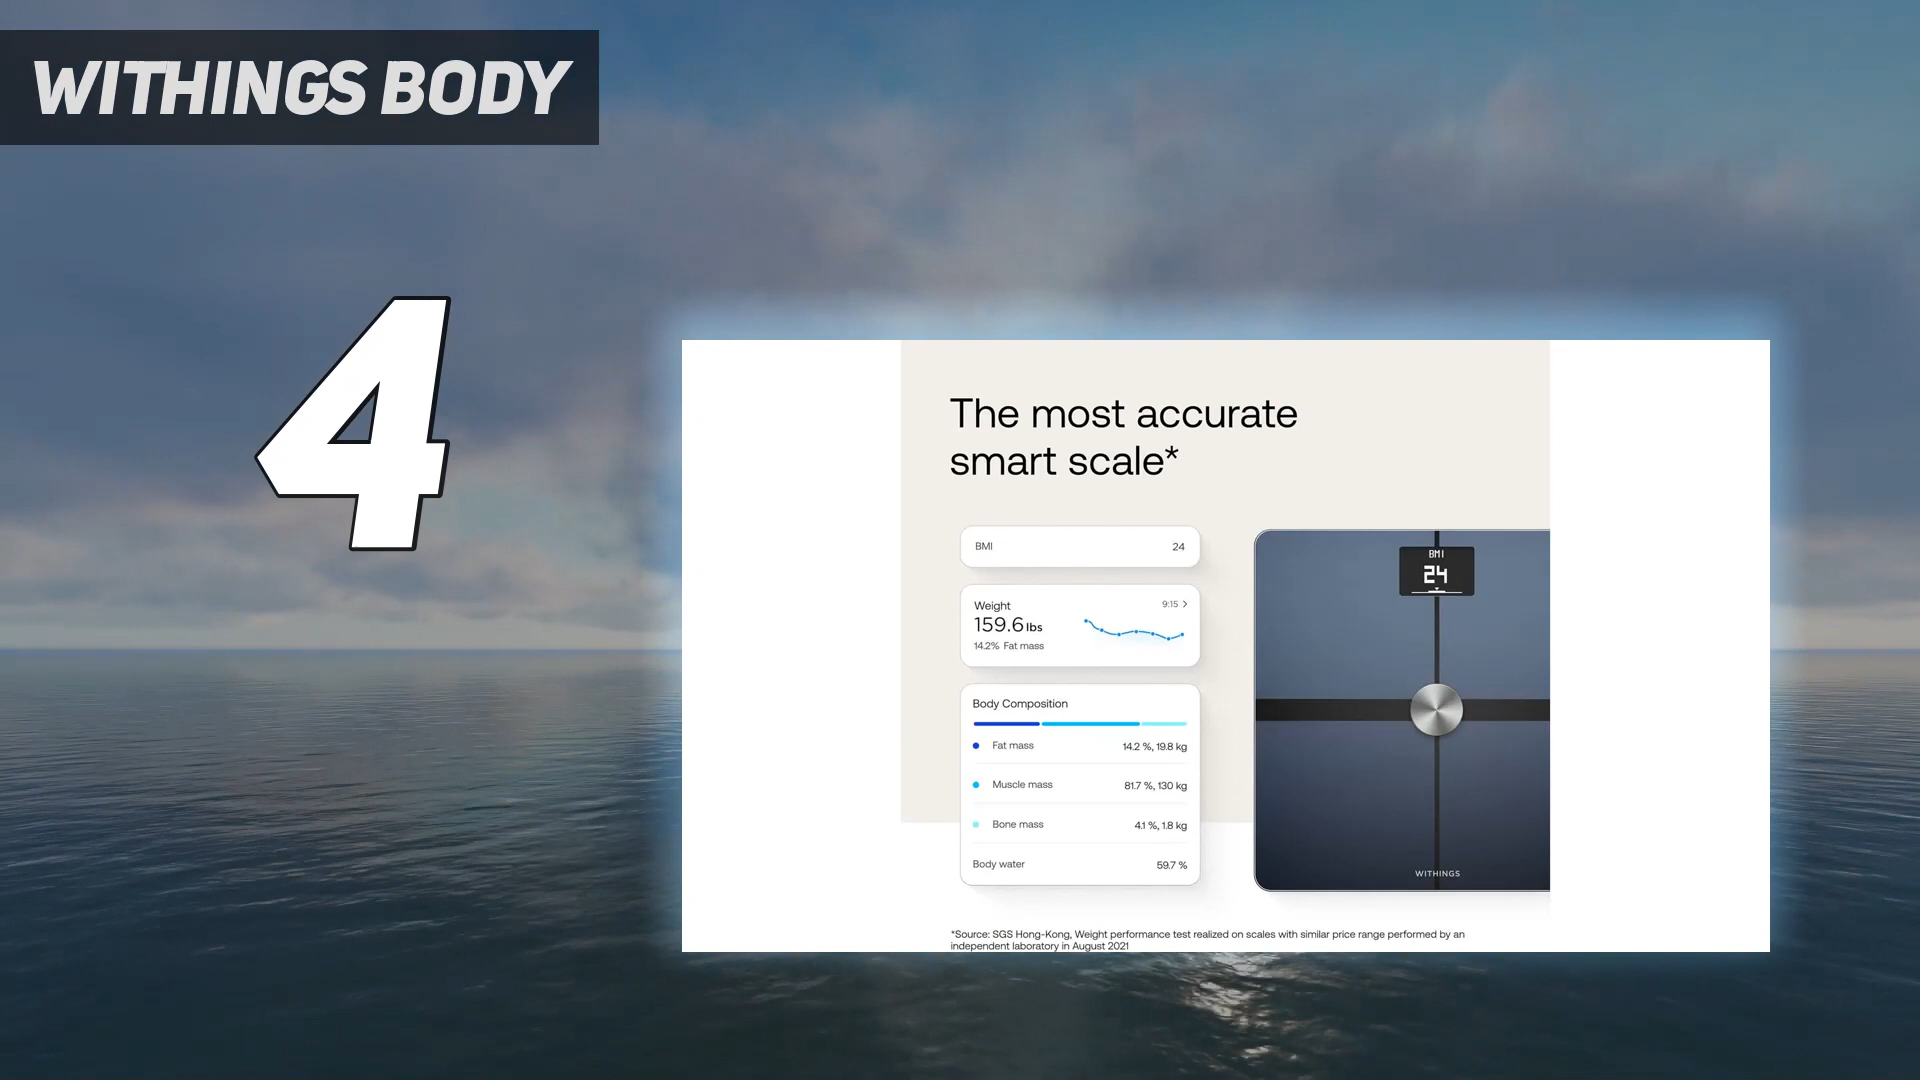 WITHINGS BODY
4
The most accurate
smart scale*
BMI 24
Weight 9:15
159.6 lbs
14.2% Fat mass
Body Composition
Fat mass 14.2 %, 19.8 kg
Muscle mass 81.7 %, 130 kg
Bone mass 4.1 %, 1.8 kg
Body water 59.7 %
BMI
24
WITHINGS
*Source: SGS Hong-Kong, Weight performance test realized on scales with similar price range performed by an
independent laboratory in August 2021